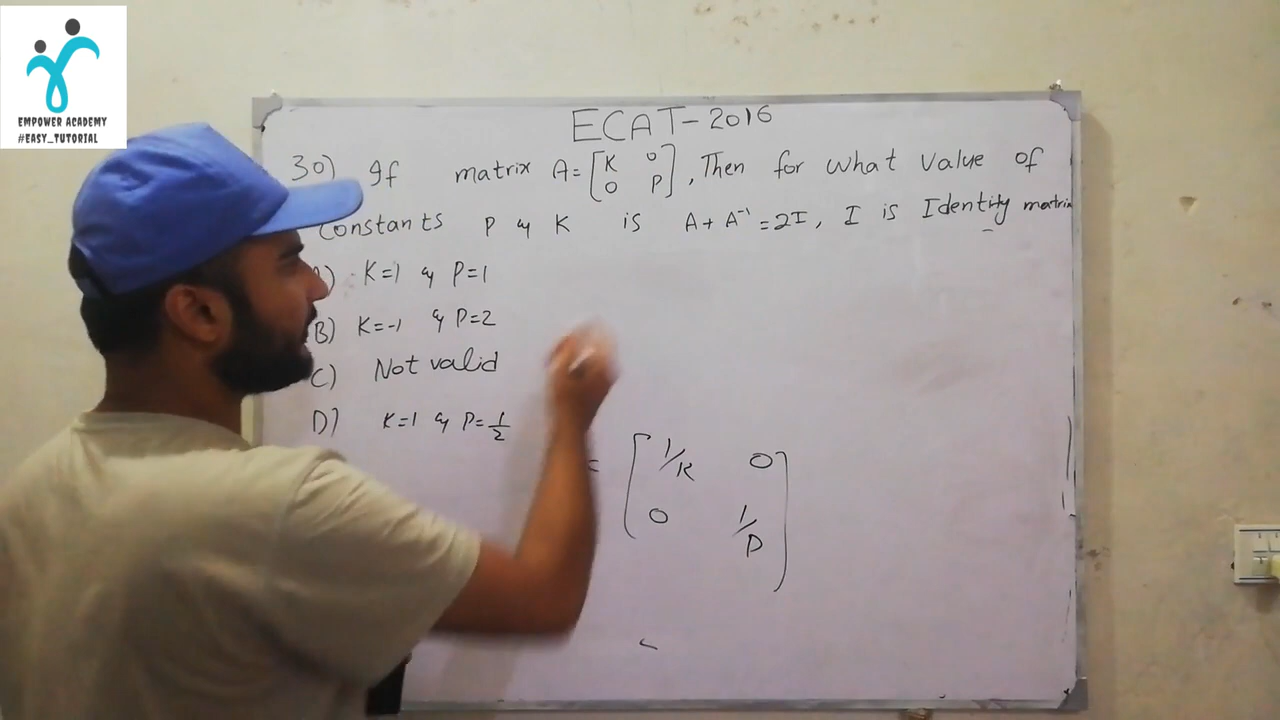 EMPOWER ACADEMY
#EASY_TUTORIAL
ECAT-2016
30) If matrix A=[K 0
0 P], Then for what value of
constants P & K is A+A⁻¹=2I, I is Identity matrix
A) K=1 & P=1
B) K=-1 & P=2
C) Not valid
D) K=1 & P=1/2
= [1/K 0
0 1/P]